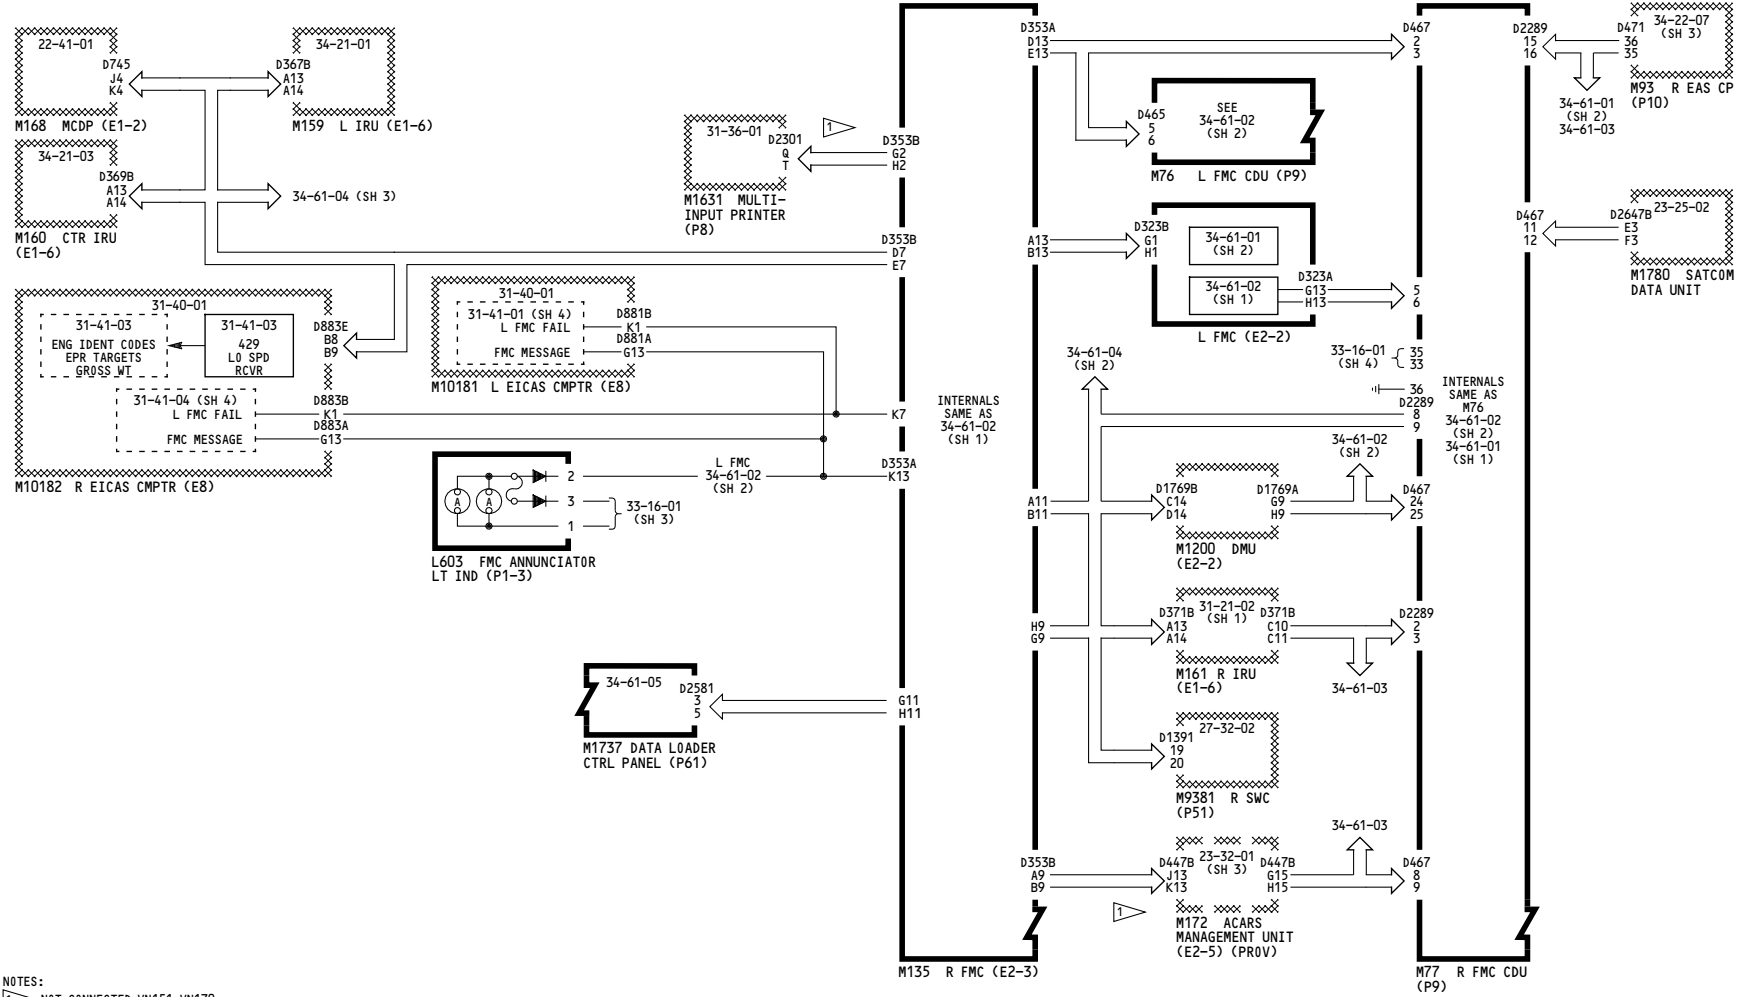 22-41-01
D745
J4
K4
M168 MCDP (E1-2)
34-21-01
D367B
A13
A14
M159 L IRU (E1-6)
34-21-03
D369B
A13
A14
M160 CTR IRU
(E1-6)
34-61-04 (SH 3)
31-36-01
D2301
Q
T
M1631 MULTI-
INPUT PRINTER
(P8)
1
D353B
G2
H2
D353B
D7
E7
31-40-01
31-41-03
ENG IDENT CODES
EPR TARGETS
GROSS WT
31-41-03
429
LO SPD
RCVR
D883E
B8
B9
31-41-04 (SH 4)
L FMC FAIL
FMC MESSAGE
D883B
K1
D883A
G13
M10182 R EICAS CMPTR (E8)
31-40-01
31-41-01 (SH 4)
L FMC FAIL
FMC MESSAGE
D881B
K1
D881A
G13
M10181 L EICAS CMPTR (E8)
K7
D353A
K13
A
A
2
3
1
L FMC
34-61-02
(SH 2)
33-16-01
(SH 3)
L603 FMC ANNUNCIATOR
LT IND (P1-3)
34-61-05
D2581
3
5
M1737 DATA LOADER
CTRL PANEL (P61)
G11
H11
INTERNALS
SAME AS
34-61-02
(SH 1)
M135 R FMC (E2-3)
D353A
D13
E13
A13
B13
A11
B11
H9
G9
D353B
A9
B9
D465
5
6
SEE
34-61-02
(SH 2)
M76 L FMC CDU (P9)
D323B
G1
H1
34-61-01
(SH 2)
34-61-02
(SH 1)
D323A
G13
H13
L FMC (E2-2)
34-61-04
(SH 2)
D1769B
C14
D14
D1769A
G9
H9
M1200 DMU
(E2-2)
34-61-02
(SH 2)
D371B
A13
A14
31-21-02
(SH 1)
D371B
C10
C11
M161 R IRU
(E1-6)
34-61-03
27-32-02
D1391
19
20
M9381 R SWC
(P51)
34-61-03
D447B
J13
K13
23-32-01
(SH 3)
D447B
G15
H15
1
M172 ACARS
MANAGEMENT UNIT
(E2-5) (PROV)
D467
2
3
5
6
33-16-01
(SH 4)
35
33
36
D2289
8
9
D467
24
25
D2289
2
3
D467
8
9
INTERNALS
SAME AS
M76
34-61-02
(SH 2)
34-61-01
(SH 1)
M77 R FMC CDU
(P9)
D2289
15
16
D471
36
35
34-22-07
(SH 3)
M93 R EAS CP
(P10)
34-61-01
(SH 2)
34-61-03
D467
11
12
D2647B
E3
F3
23-25-02
M1780 SATCOM
DATA UNIT
NOTES: